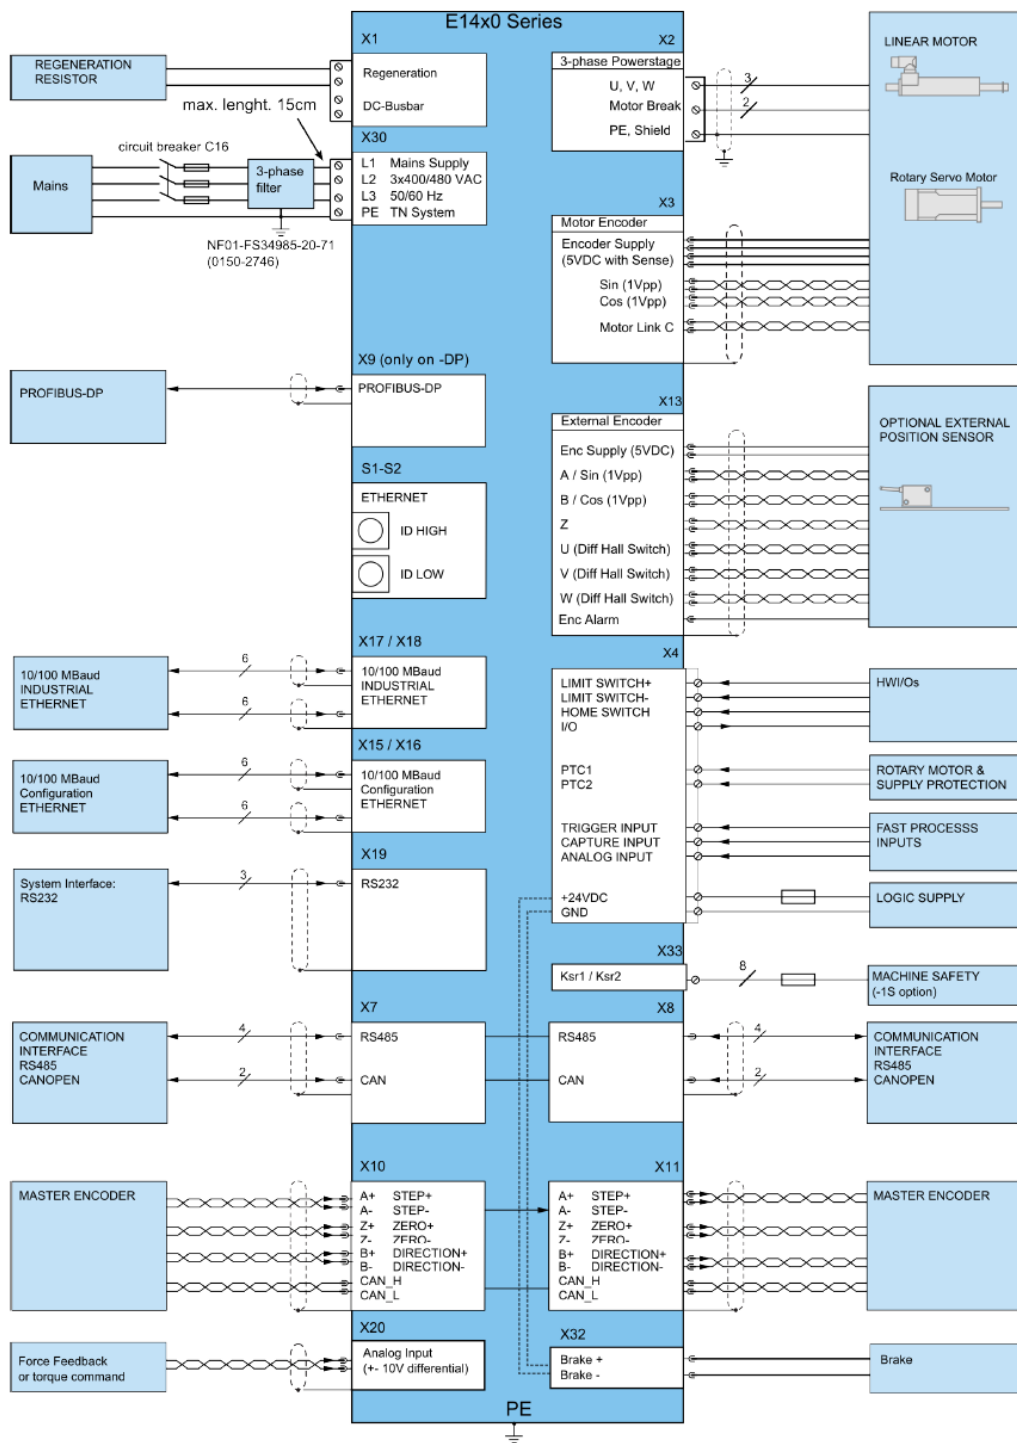 E14x0 Series
X1
REGENERATION
RESISTOR
Regeneration
DC-Busbar
max. lenght. 15cm
X30
circuit breaker C16
Mains
3-phase
filter
L1 Mains Supply
L2 3x400/480 VAC
L3 50/60 Hz
PE TN System
NF01-FS34985-20-71
(0150-2746)
X9 (only on -DP)
PROFIBUS-DP
PROFIBUS-DP
S1-S2
ETHERNET
ID HIGH
ID LOW
X17 / X18
10/100 MBaud
INDUSTRIAL
ETHERNET
6
6
10/100 MBaud
INDUSTRIAL
ETHERNET
X15 / X16
10/100 MBaud
Configuration
ETHERNET
6
6
10/100 MBaud
Configuration
ETHERNET
X19
System Interface:
RS232
3
RS232
X7
COMMUNICATION
INTERFACE
RS485
CANOPEN
4
2
RS485
CAN
X10
MASTER ENCODER
A+ STEP+
A- STEP-
Z+ ZERO+
Z- ZERO-
B+ DIRECTION+
B- DIRECTION-
CAN_H
CAN_L
X20
Force Feedback
or torque command
Analog Input
(+- 10V differential)
X2
3-phase Powerstage
U, V, W
Motor Break
PE, Shield
3
2
LINEAR MOTOR
Rotary Servo Motor
X3
Motor Encoder
Encoder Supply
(5VDC with Sense)
Sin (1Vpp)
Cos (1Vpp)
Motor Link C
X13
External Encoder
Enc Supply (5VDC)
A / Sin (1Vpp)
B / Cos (1Vpp)
Z
U (Diff Hall Switch)
V (Diff Hall Switch)
W (Diff Hall Switch)
Enc Alarm
OPTIONAL EXTERNAL
POSITION SENSOR
X4
LIMIT SWITCH+
LIMIT SWITCH-
HOME SWITCH
I/O
HWI/Os
PTC1
PTC2
ROTARY MOTOR &
SUPPLY PROTECTION
TRIGGER INPUT
CAPTURE INPUT
ANALOG INPUT
FAST PROCESSS
INPUTS
+24VDC
GND
LOGIC SUPPLY
X33
Ksr1 / Ksr2
8
MACHINE SAFETY
(-1S option)
X8
RS485
CAN
4
2
COMMUNICATION
INTERFACE
RS485
CANOPEN
X11
A+ STEP+
A- STEP-
Z+ ZERO+
Z- ZERO-
B+ DIRECTION+
B- DIRECTION-
CAN_H
CAN_L
MASTER ENCODER
X32
Brake +
Brake -
Brake
PE